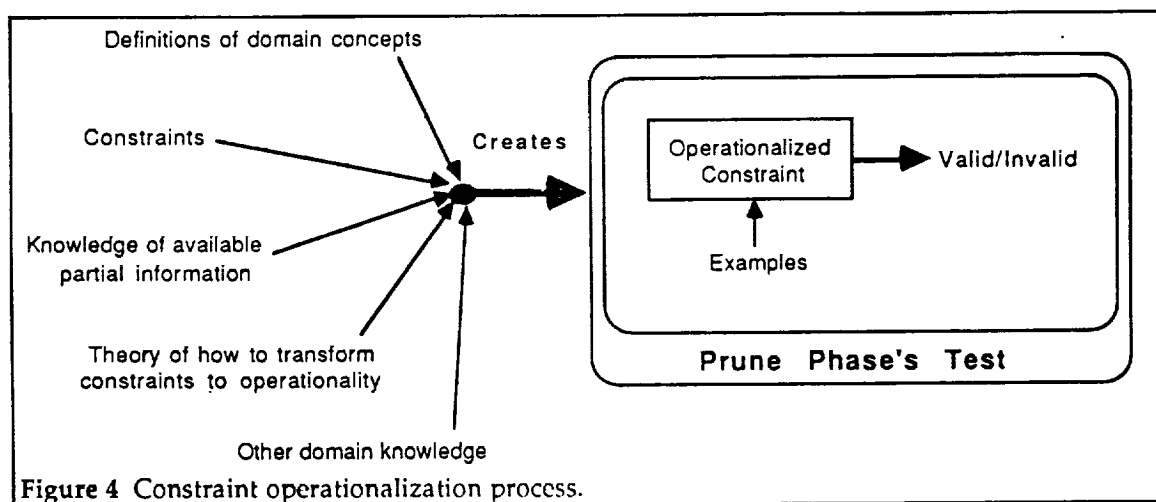 Definitions of domain concepts
Constraints
Creates
Knowledge of available
partial information
Theory of how to transform
constraints to operationality
Other domain knowledge
Operationalized
Constraint
Valid/Invalid
Examples
Prune Phase's Test
Figure 4 Constraint operationalization process.